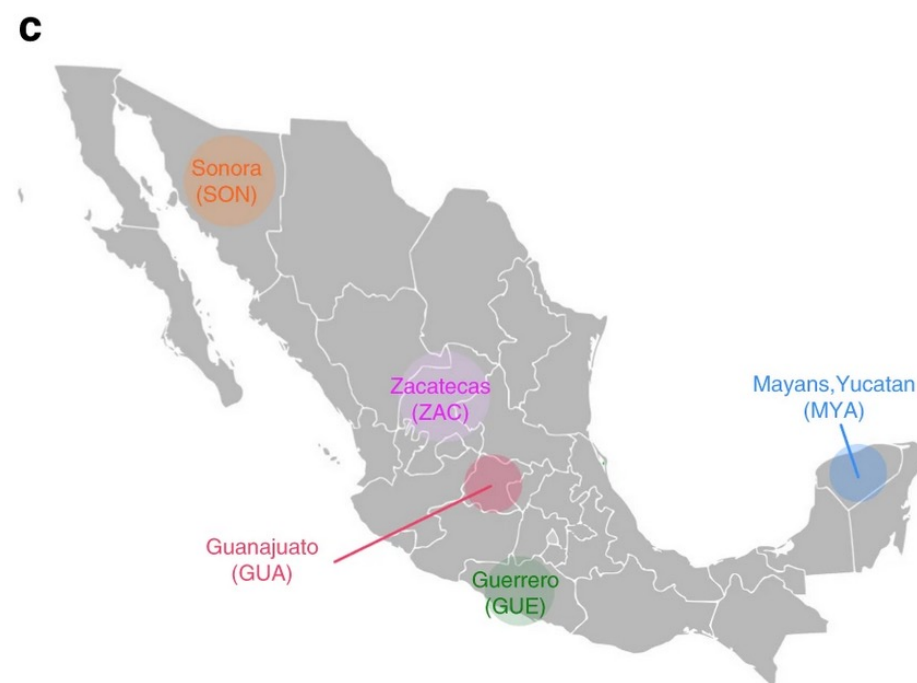 c
Sonora
(SON)
Zacatecas
(ZAC)
Mayans,Yucatan
(MYA)
Guanajuato
(GUA)
Guerrero
(GUE)